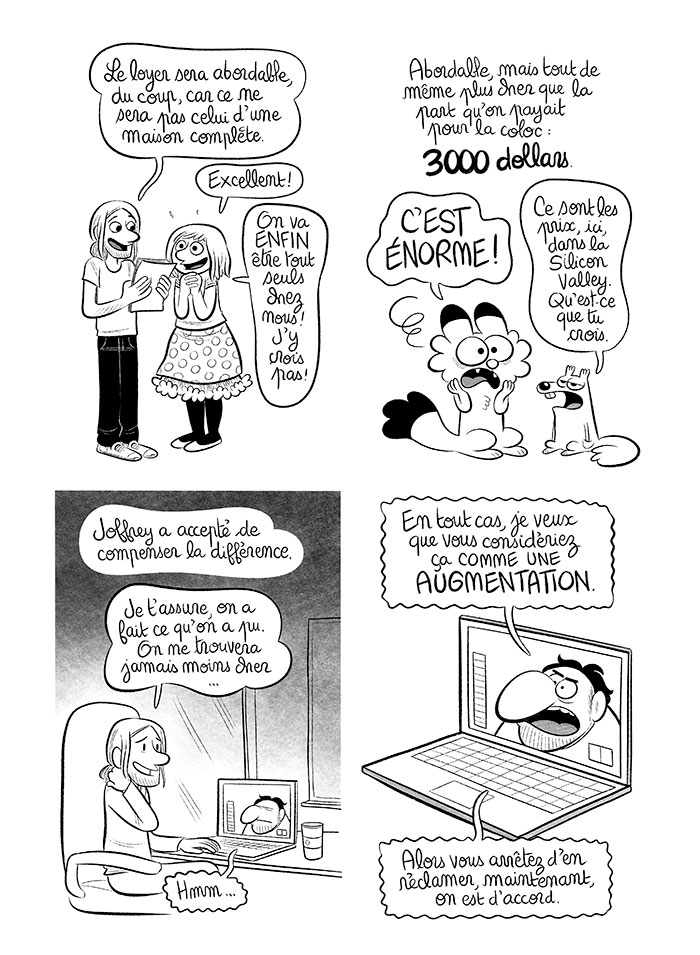 Le loyer sera abordable,
du coup, car ce ne
sera pas celui d'une
maison complète.
Excellent !
On va
ENFIN
être tout
seuls
chez
nous !
J'y
crois
pas !
Abordable, mais tout de
même plus cher que la
part qu'on payait
pour la coloc :
3000 dollars.
C'EST
ÉNORME !
Ce sont les
prix, ici,
dans la
Silicon
Valley.
Qu'est-ce
que tu
crois.
Joffrey a accepté de
compenser la différence.
Je t'assure, on a
fait ce qu'on a pu.
On me trouvera
jamais moins cher
...
Hmm...
En tout cas, je veux
que vous considériez
ça COMME UNE
AUGMENTATION.
Alors vous arrêtez d'en
réclamer, maintenant,
on est d'accord.